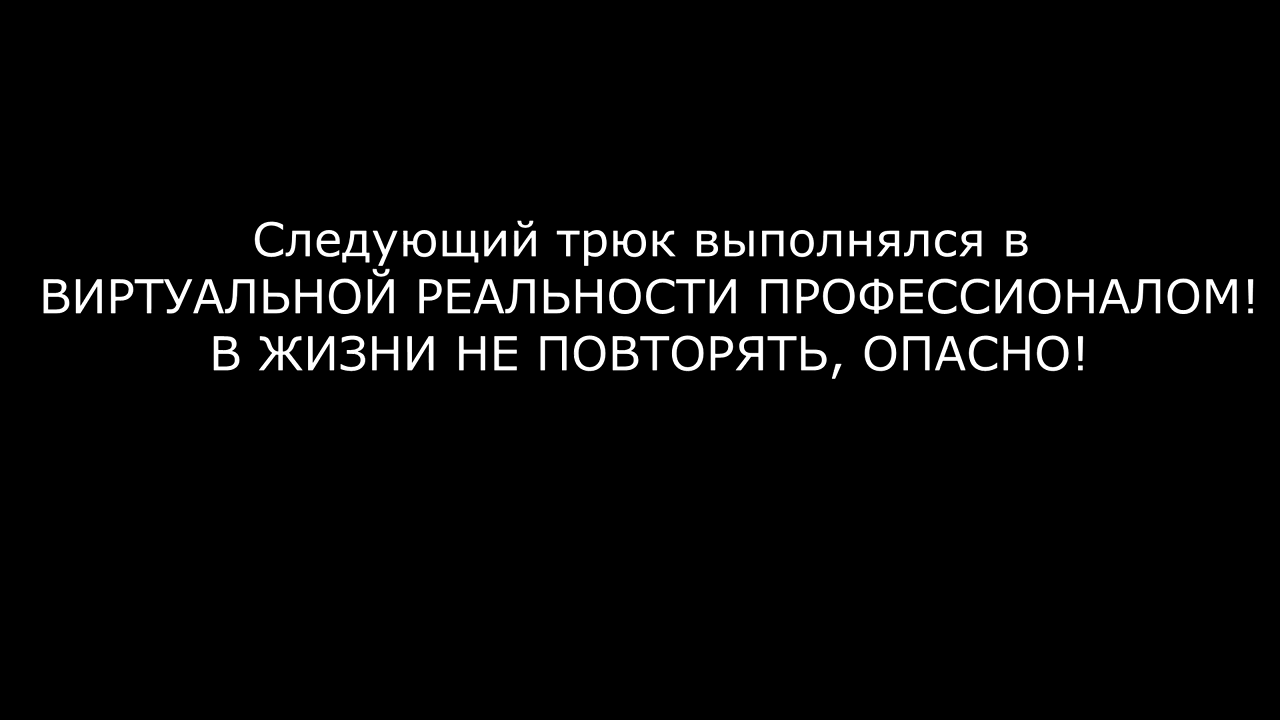 Следующий трюк выполнялся в
ВИРТУАЛЬНОЙ РЕАЛЬНОСТИ ПРОФЕССИОНАЛОМ!
В ЖИЗНИ НЕ ПОВТОРЯТЬ, ОПАСНО!